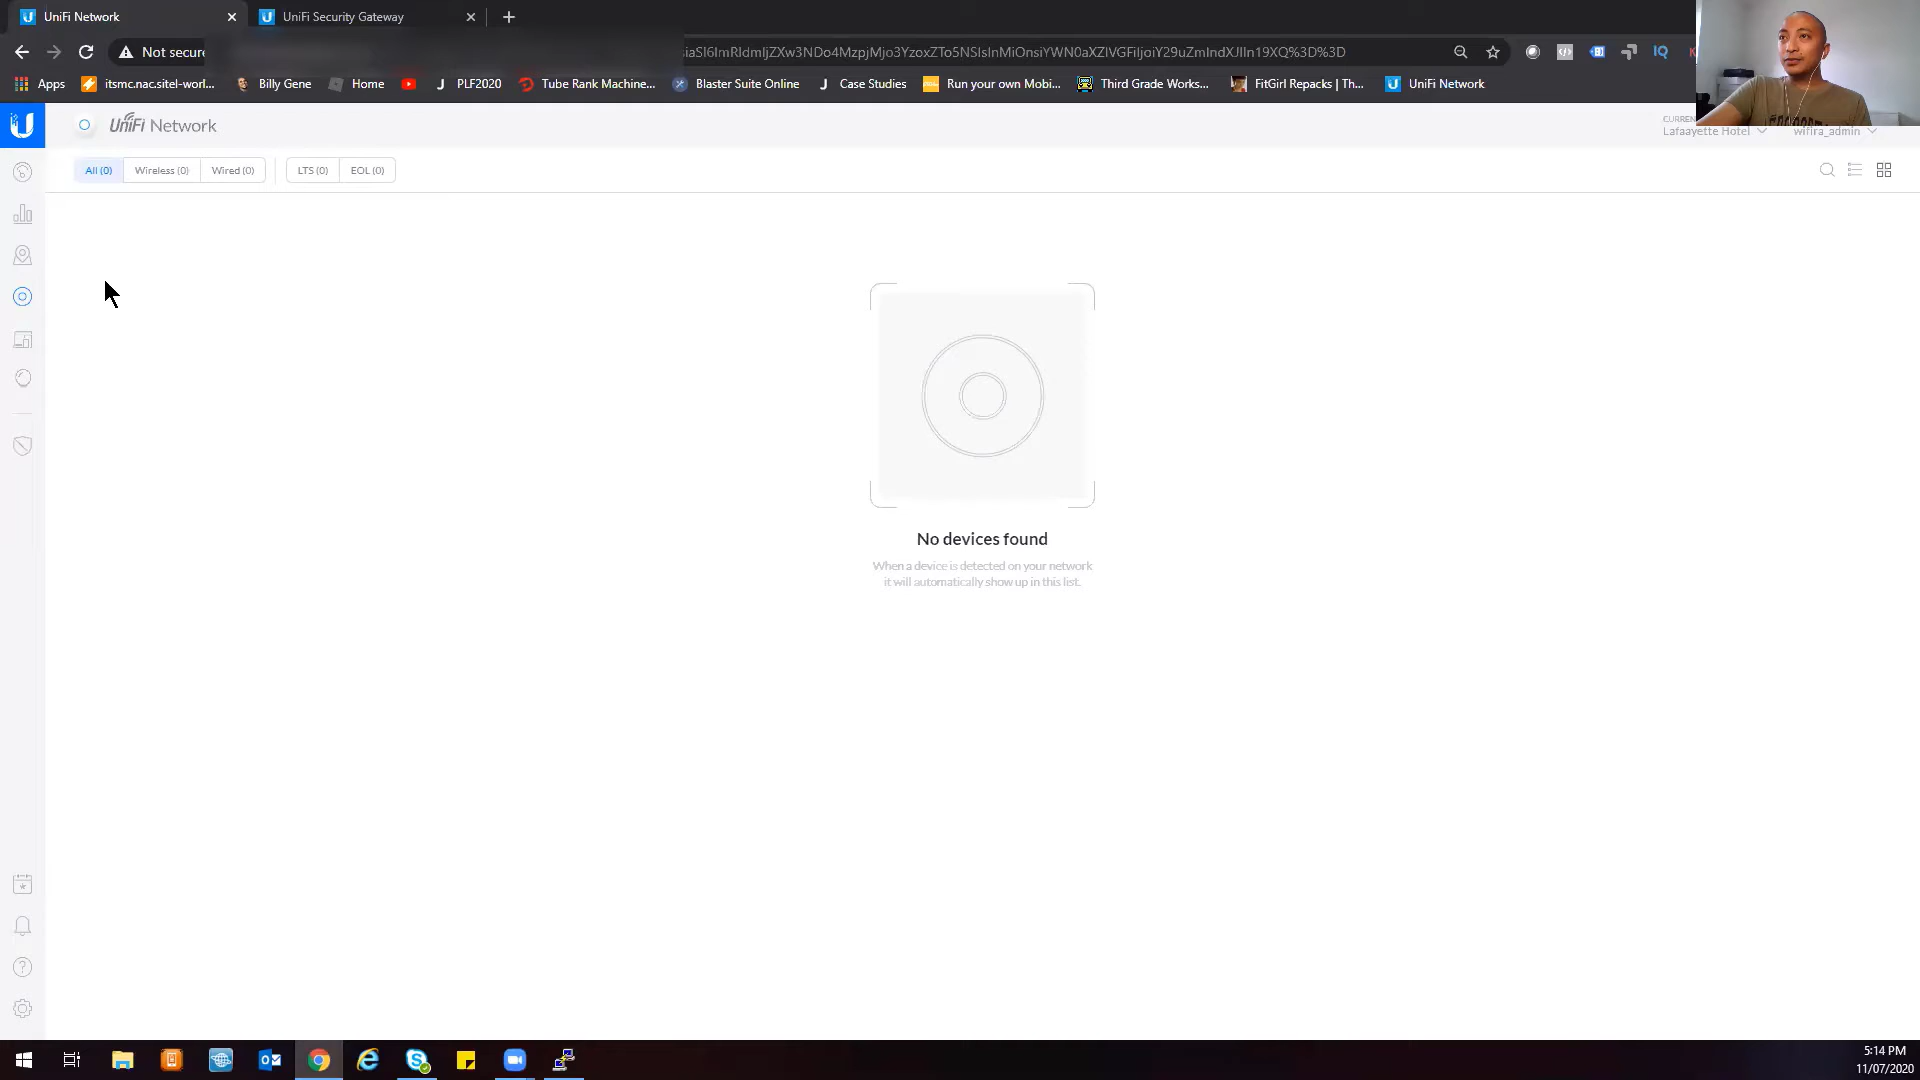 UniFi Network
UniFi Security Gateway
Not secure
Apps
itsmc.nac.sitel-worl...
Billy Gene
Home
PLF2020
Tube Rank Machine...
Blaster Suite Online
Case Studies
Run your own Mobi...
Third Grade Works...
FitGirl Repacks | Th...
UniFi Network
UniFi Network
CURREN
Lafaayette Hotel
wifira_admin
All (0)
Wireless (0)
Wired (0)
LTS (0)
EOL (0)
No devices found
When a device is detected on your network
it will automatically show up in this list.
5:14 PM
11/07/2020